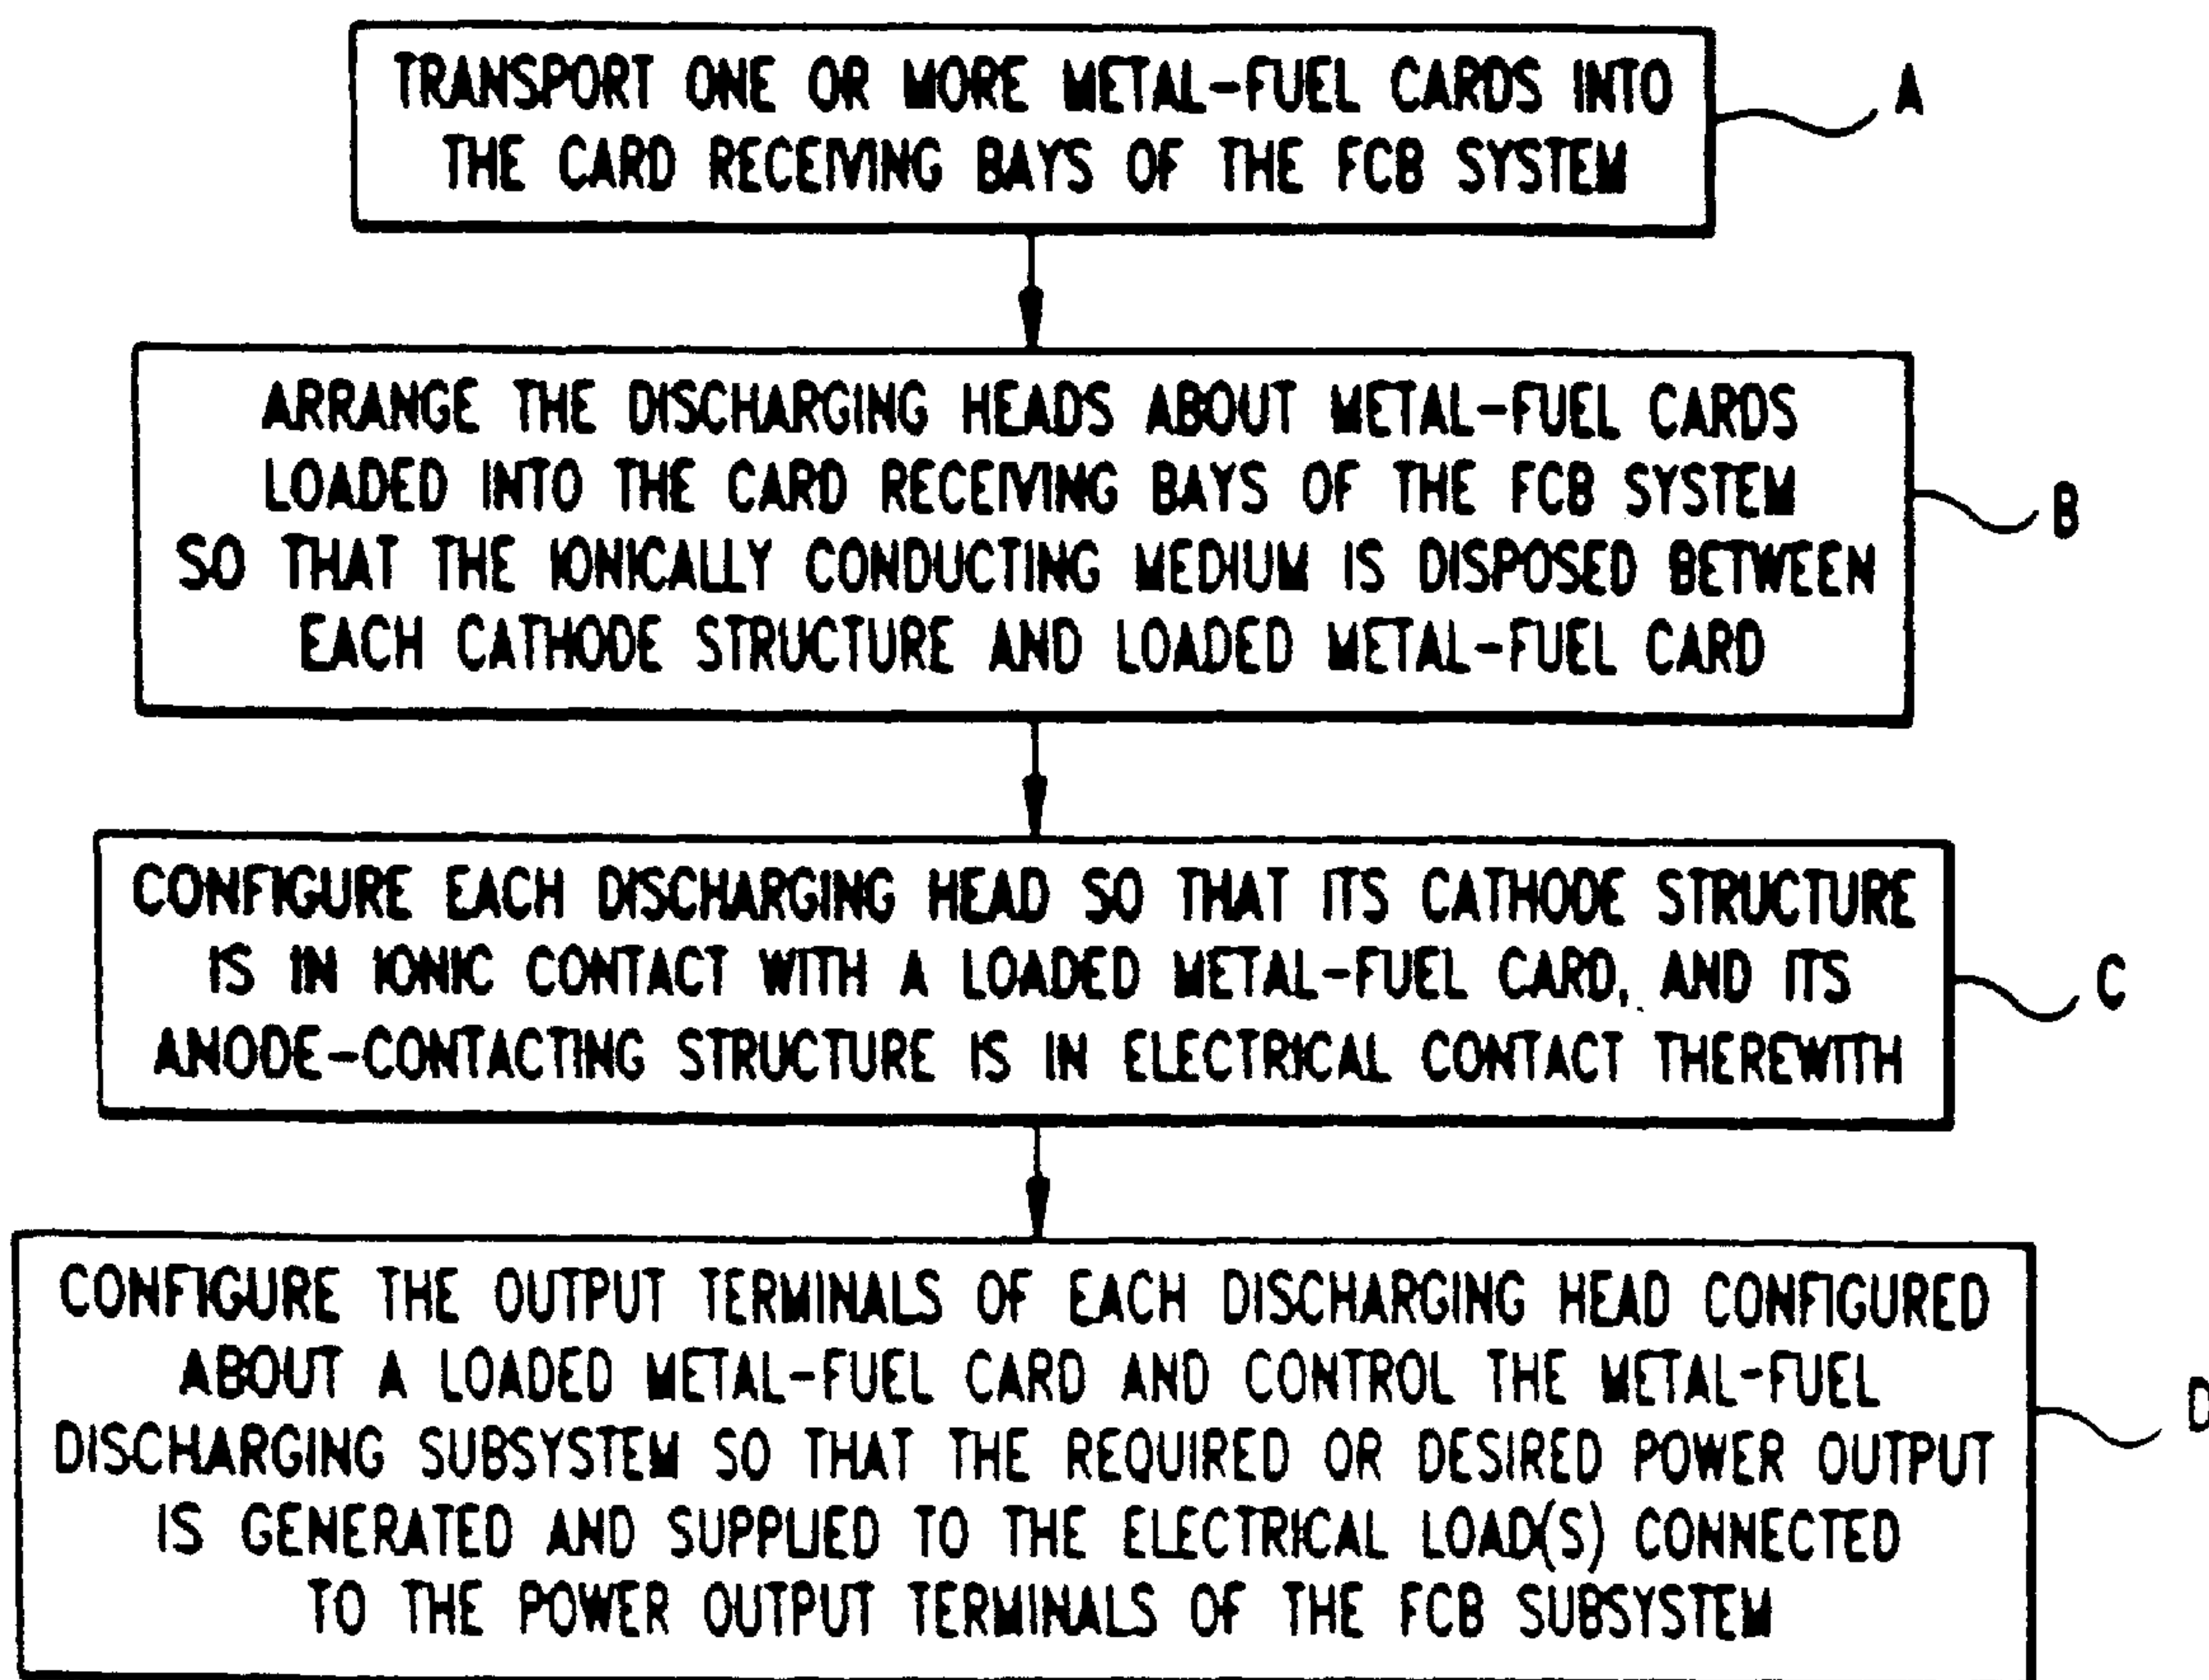 TRANSPORT ONE OR MORE METAL-FUEL CARDS INTO
THE CARD RECEIVING BAYS OF THE FCB SYSTEM
A
ARRANGE THE DISCHARGING HEADS ABOUT METAL-FUEL CARDS
LOADED INTO THE CARD RECEIVING BAYS OF THE FCB SYSTEM
SO THAT THE IONICALLY CONDUCTING MEDIUM IS DISPOSED BETWEEN
EACH CATHODE STRUCTURE AND LOADED METAL-FUEL CARD
B
CONFIGURE EACH DISCHARGING HEAD SO THAT ITS CATHODE STRUCTURE
IS IN IONIC CONTACT WITH A LOADED METAL-FUEL CARD, AND ITS
ANODE-CONTACTING STRUCTURE IS IN ELECTRICAL CONTACT THEREWITH
C
CONFIGURE THE OUTPUT TERMINALS OF EACH DISCHARGING HEAD CONFIGURED
ABOUT A LOADED METAL-FUEL CARD AND CONTROL THE METAL-FUEL
DISCHARGING SUBSYSTEM SO THAT THE REQUIRED OR DESIRED POWER OUTPUT
IS GENERATED AND SUPPLIED TO THE ELECTRICAL LOAD(S) CONNECTED
TO THE POWER OUTPUT TERMINALS OF THE FCB SUBSYSTEM
D